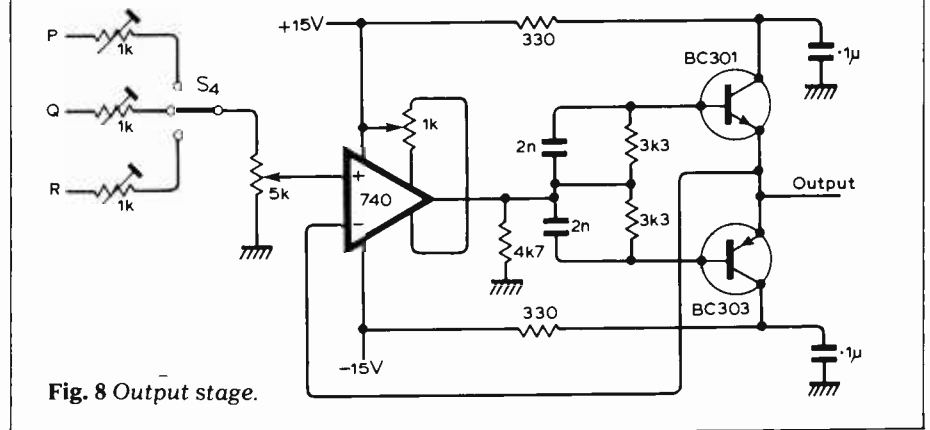 P
1k
Q
1k
R
1k
S4
5k
+15V
330
·1µ
BC301
1k
2n
3k3
+
740
−
4k7
2n
3k3
Output
BC303
330
−15V
·1µ
Fig. 8 Output stage.